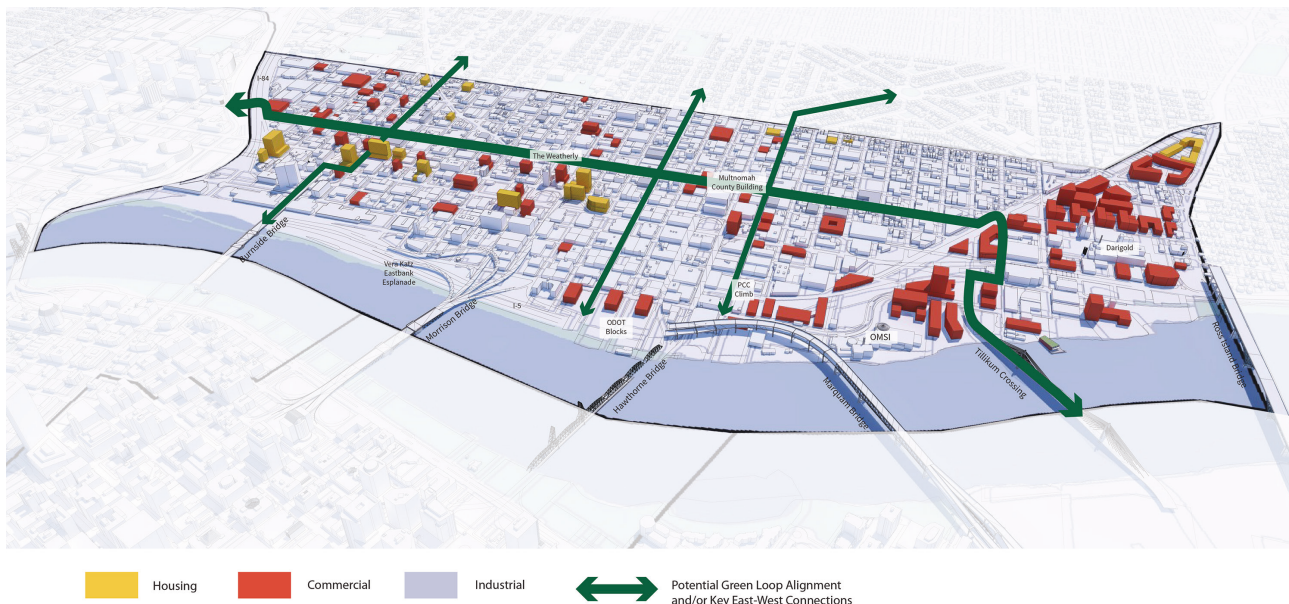 I-84
The Weatherly
Multnomah
County Building
Burnside Bridge
Vera Katz
Eastbank
Esplanade
Morrison Bridge
I-5
ODOT
Blocks
PCC
Climb
Hawthorne Bridge
Marquam Bridge
OMSI
Tillikum Crossing
Darigold
Ross Island Bridge
Housing
Commercial
Industrial
Potential Green Loop Alignment
and/or Key East-West Connections